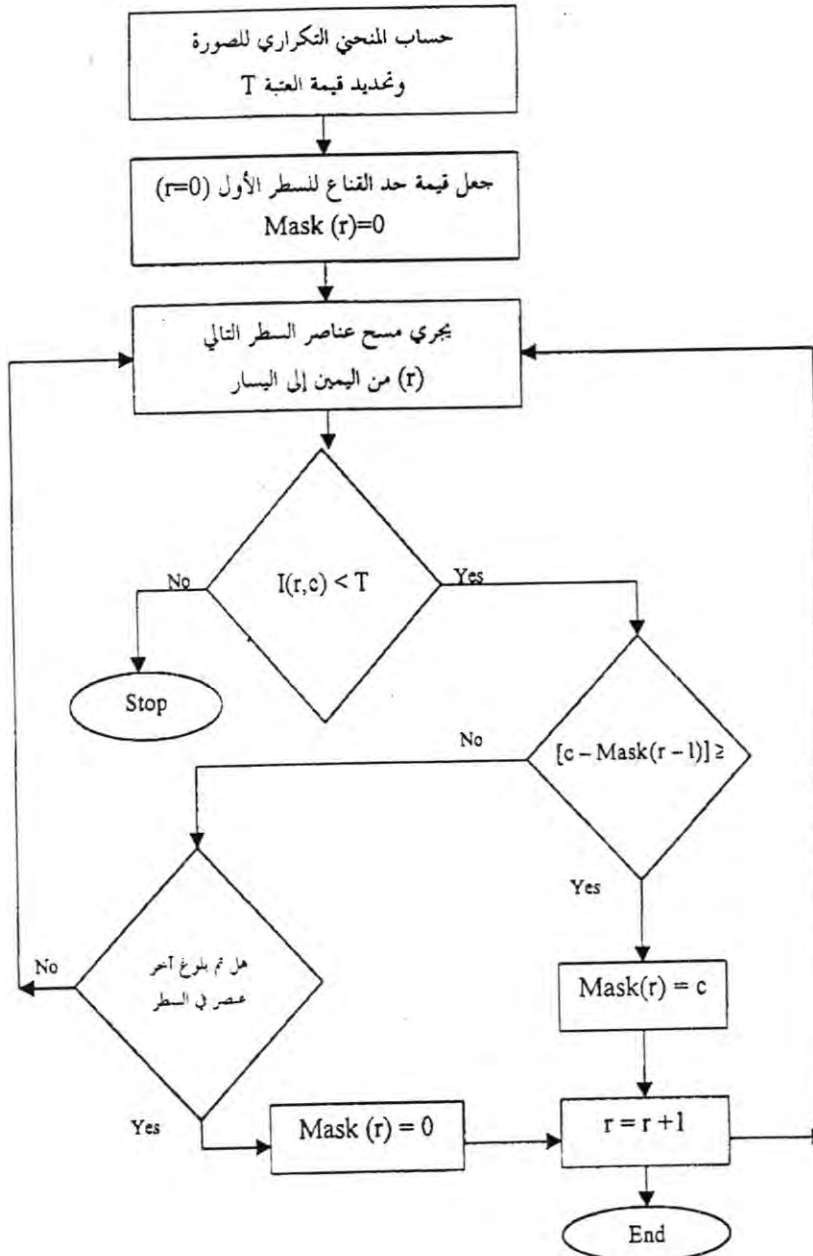 حساب المنحني التكراري للصورة
وتحديد قيمة العتبة T
جعل قيمة حد القناع للسطر الأول (r=0)
Mask (r)=0
يجري مسح عناصر السطر التالي
(r) من اليمين إلى اليسار
I(r,c) < T
No
Yes
Stop
[c – Mask(r – 1)] ≥
No
Yes
هل تم بلوغ آخر
عنصر في السطر
No
Yes
Mask(r) = c
Mask (r) = 0
r = r +1
End